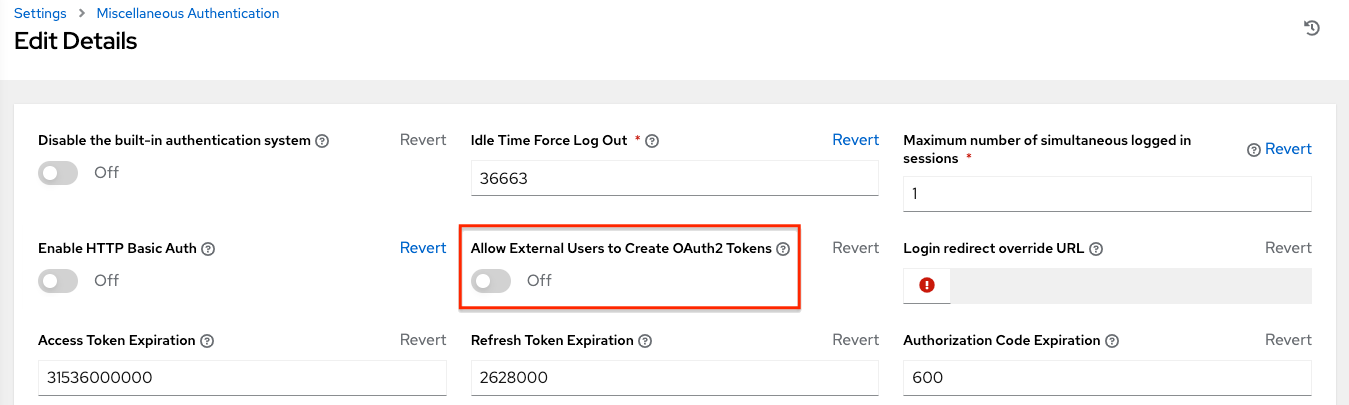 Settings > Miscellaneous Authentication
Edit Details
Disable the built-in authentication system Revert
Off
Idle Time Force Log Out * Revert
36663
Maximum number of simultaneous logged in
sessions * Revert
1
Enable HTTP Basic Auth Revert
Off
Allow External Users to Create OAuth2 Tokens Revert
Off
Login redirect override URL Revert
Access Token Expiration Revert
31536000000
Refresh Token Expiration Revert
2628000
Authorization Code Expiration Revert
600